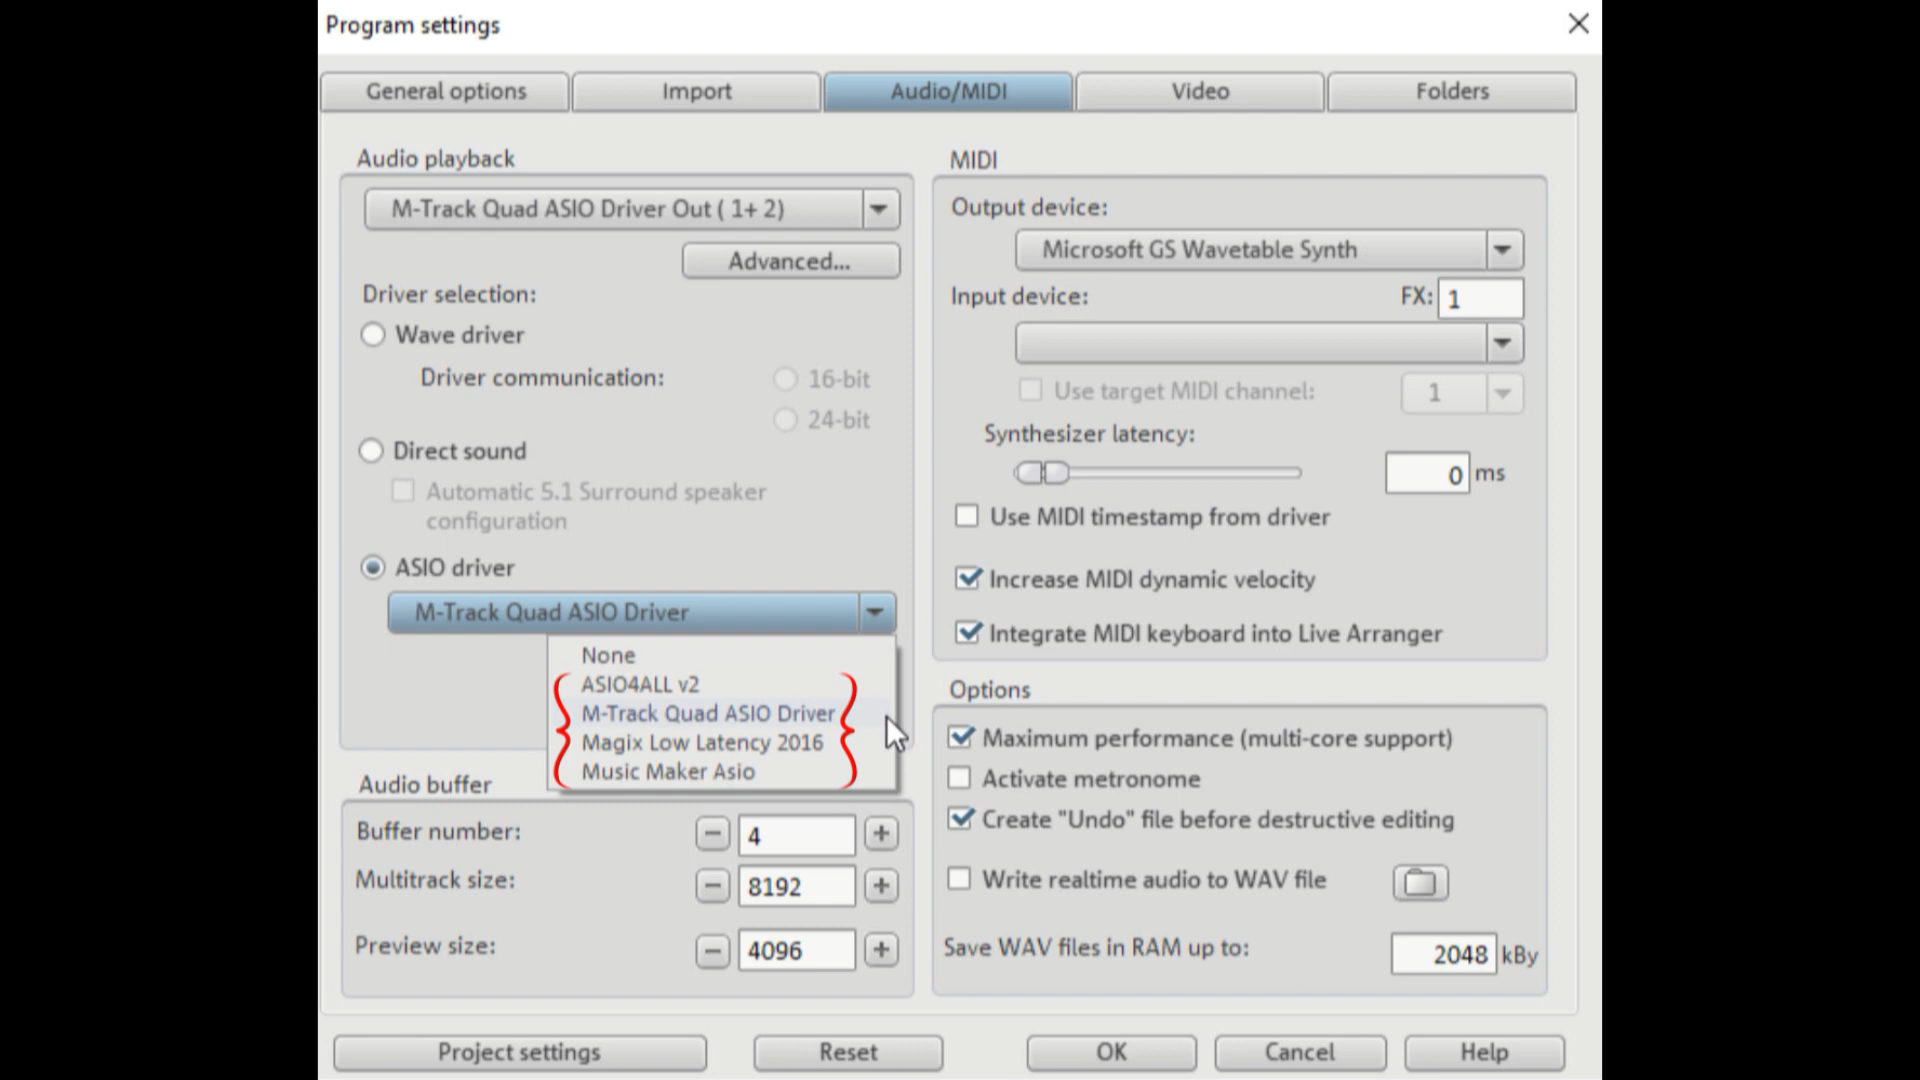 Program settings
General options
Import
Audio/MIDI
Video
Folders
Audio playback
M-Track Quad ASIO Driver Out ( 1+ 2)
Advanced...
Driver selection:
Wave driver
Driver communication:
16-bit
24-bit
Direct sound
Automatic 5.1 Surround speaker
configuration
ASIO driver
M-Track Quad ASIO Driver
None
ASIO4ALL v2
M-Track Quad ASIO Driver
Magix Low Latency 2016
Music Maker Asio
Audio buffer
Buffer number:
4
Multitrack size:
8192
Preview size:
4096
MIDI
Output device:
Microsoft GS Wavetable Synth
Input device:
FX: 1
Use target MIDI channel:
1
Synthesizer latency:
0 ms
Use MIDI timestamp from driver
Increase MIDI dynamic velocity
Integrate MIDI keyboard into Live Arranger
Options
Maximum performance (multi-core support)
Activate metronome
Create "Undo" file before destructive editing
Write realtime audio to WAV file
Save WAV files in RAM up to:
2048 kBy
Project settings
Reset
OK
Cancel
Help